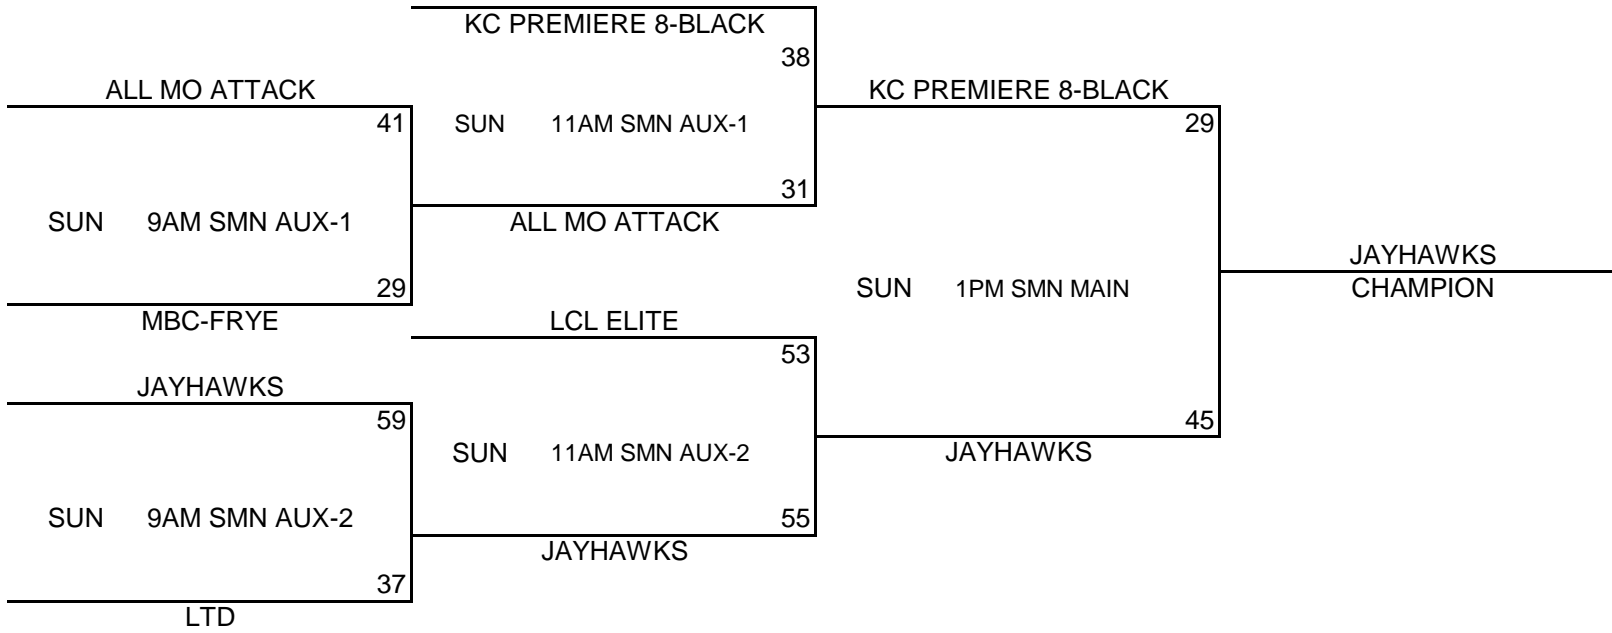 KC PREMIERE 8-BLACK
38
ALL MO ATTACK
KC PREMIERE 8-BLACK
41
SUN 11AM SMN AUX-1
29
31
SUN 9AM SMN AUX-1
ALL MO ATTACK
JAYHAWKS
29
SUN 1PM SMN MAIN
CHAMPION
MBC-FRYE
LCL ELITE
53
JAYHAWKS
59
45
SUN 11AM SMN AUX-2
JAYHAWKS
SUN 9AM SMN AUX-2
55
JAYHAWKS
37
LTD